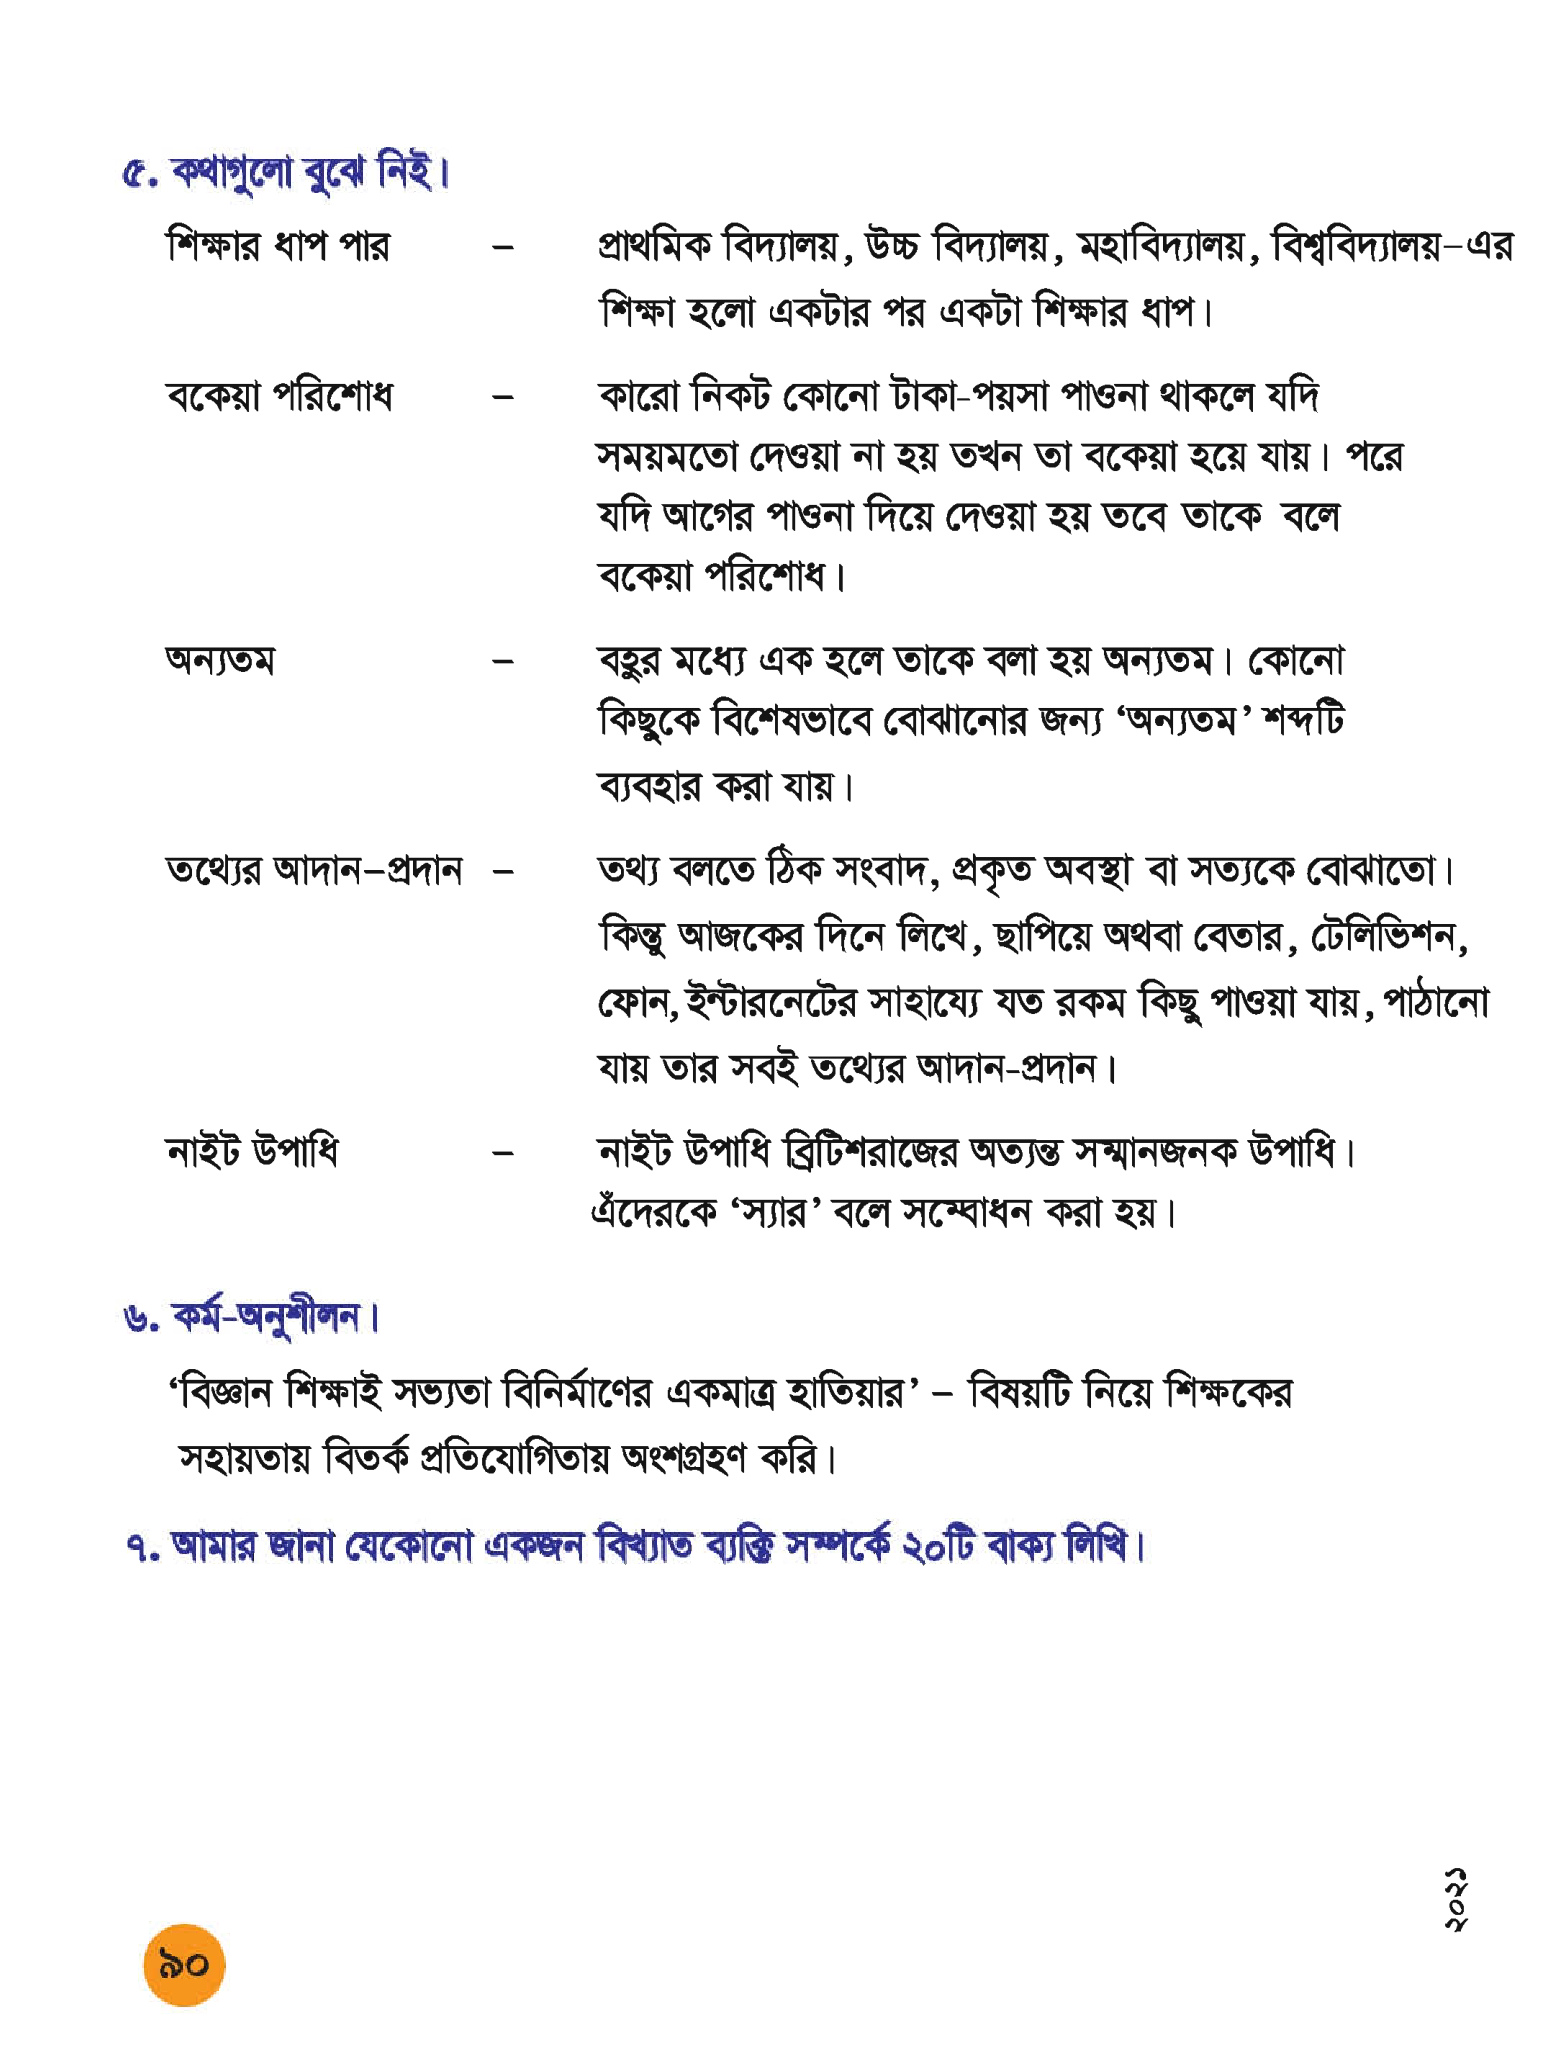 ৫. কথাগুলো বুঝে নিই।
শিক্ষার ধাপ পার – প্রাথমিক বিদ্যালয়, উচ্চ বিদ্যালয়, মহাবিদ্যালয়, বিশ্ববিদ্যালয়–এর
শিক্ষা হলো একটার পর একটা শিক্ষার ধাপ।
বকেয়া পরিশোধ – কারো নিকট কোনো টাকা-পয়সা পাওনা থাকলে যদি
সময়মতো দেওয়া না হয় তখন তা বকেয়া হয়ে যায়। পরে
যদি আগের পাওনা দিয়ে দেওয়া হয় তবে তাকে বলে
বকেয়া পরিশোধ।
অন্যতম – বহুর মধ্যে এক হলে তাকে বলা হয় অন্যতম। কোনো
কিছুকে বিশেষভাবে বোঝানোর জন্য ‘অন্যতম’ শব্দটি
ব্যবহার করা যায়।
তথ্যের আদান–প্রদান – তথ্য বলতে ঠিক সংবাদ, প্রকৃত অবস্থা বা সত্যকে বোঝাতো।
কিন্তু আজকের দিনে লিখে, ছাপিয়ে অথবা বেতার, টেলিভিশন,
ফোন, ইন্টারনেটের সাহায্যে যত রকম কিছু পাওয়া যায়, পাঠানো
যায় তার সবই তথ্যের আদান-প্রদান।
নাইট উপাধি – নাইট উপাধি ব্রিটিশরাজের অত্যন্ত সম্মানজনক উপাধি।
এঁদেরকে ‘স্যার’ বলে সম্বোধন করা হয়।
৬. কর্ম-অনুশীলন।
‘বিজ্ঞান শিক্ষাই সভ্যতা বিনির্মাণের একমাত্র হাতিয়ার’ – বিষয়টি নিয়ে শিক্ষকের
সহায়তায় বিতর্ক প্রতিযোগিতায় অংশগ্রহণ করি।
৭. আমার জানা যেকোনো একজন বিখ্যাত ব্যক্তি সম্পর্কে ২০টি বাক্য লিখি।
২০২১
৯০